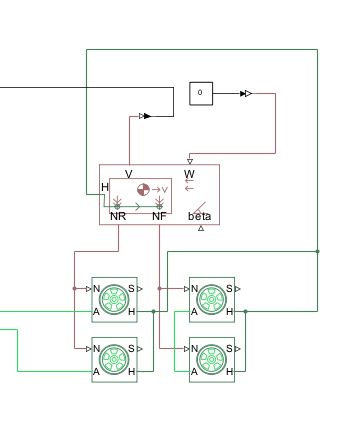 0
V W
H
V
NR NF beta
N S N S
A H A H
N S N S
A H A H